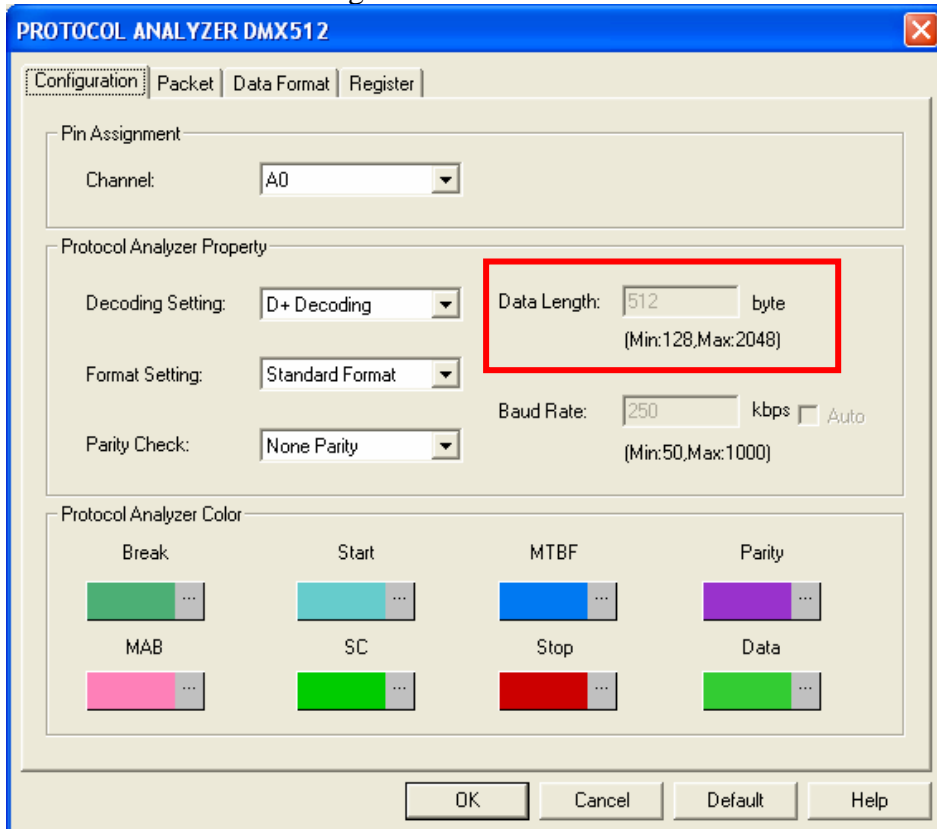 PROTOCOL ANALYZER DMX512
Configuration Packet Data Format Register
Pin Assignment
Channel: A0
Protocol Analyzer Property
Decoding Setting: D+ Decoding
Data Length: 512 byte
(Min:128,Max:2048)
Format Setting: Standard Format
Baud Rate: 250 kbps Auto
(Min:50,Max:1000)
Parity Check: None Parity
Protocol Analyzer Color
Break Start MTBF Parity
... ... ... ...
MAB SC Stop Data
... ... ... ...
OK Cancel Default Help